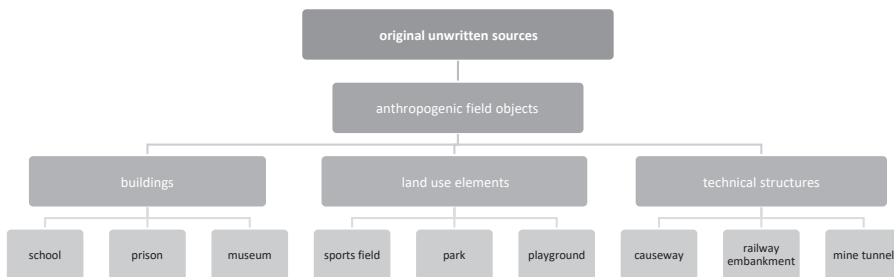 original unwritten sources
anthropogenic field objects
buildings
land use elements
technical structures
school
prison
museum
sports field
park
playground
causeway
railway
embankment
mine tunnel